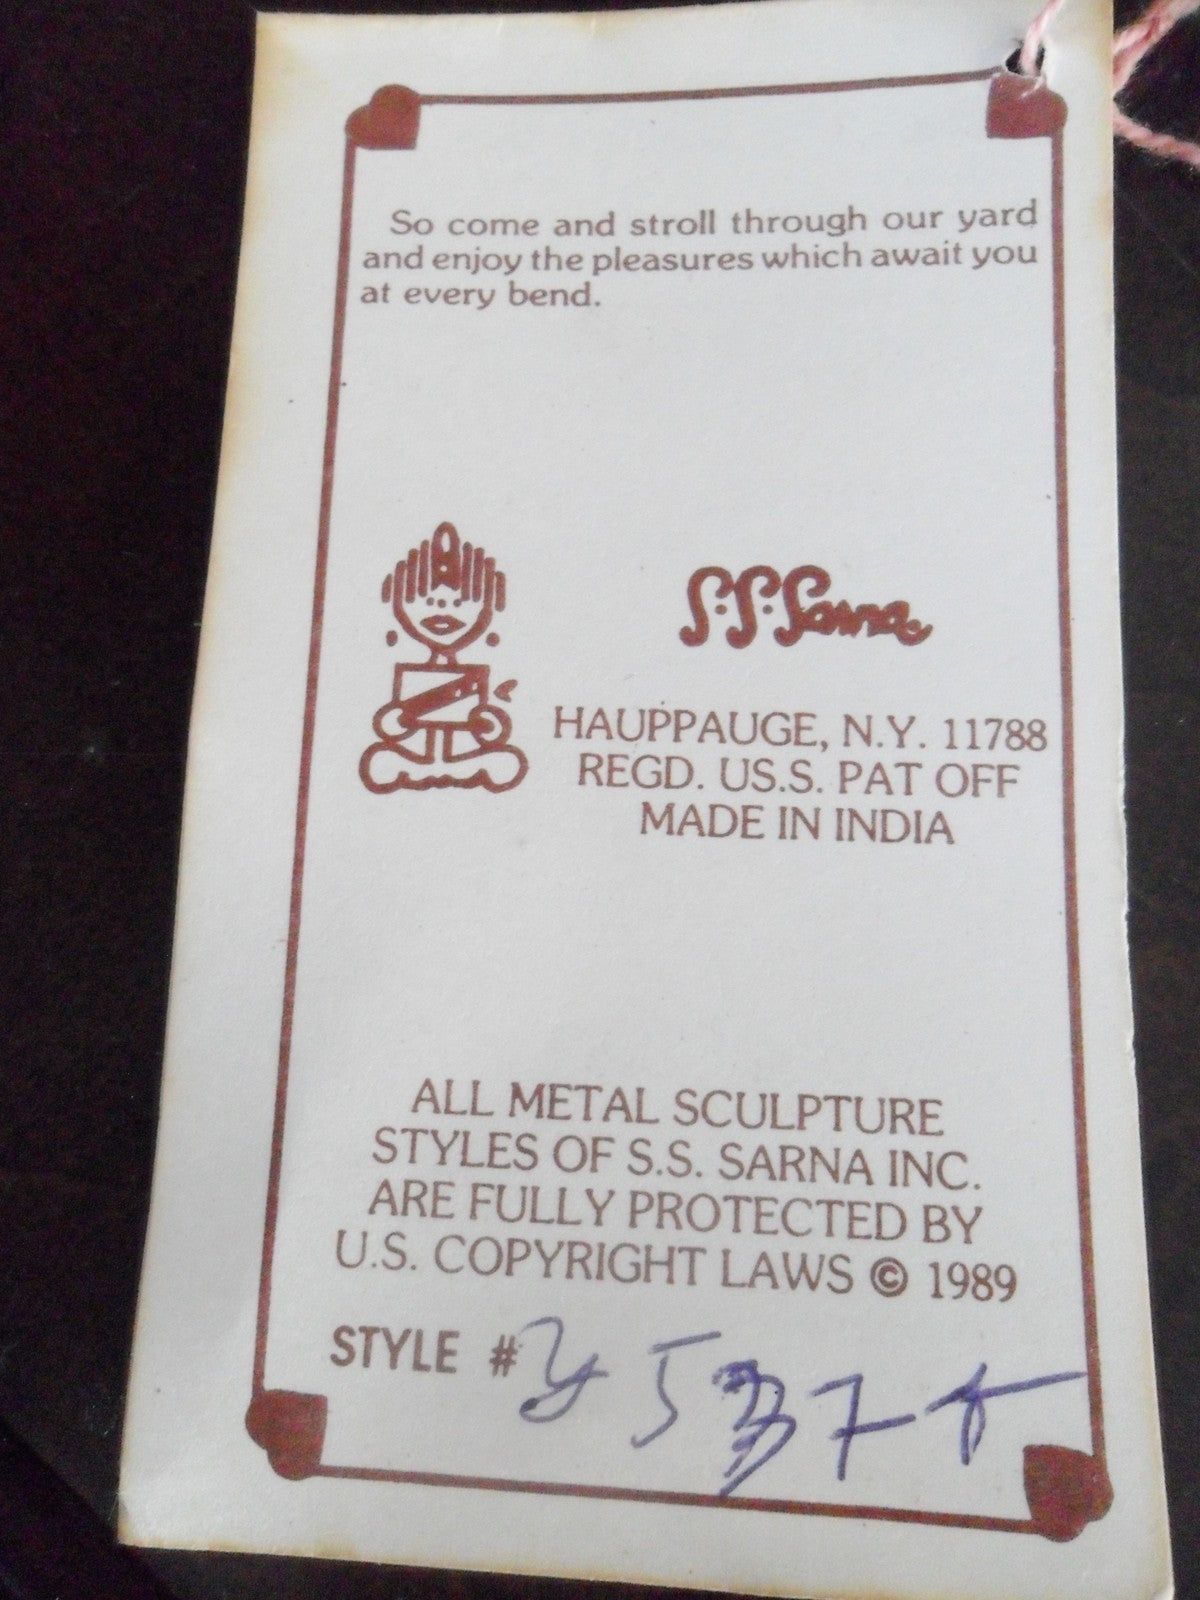 So come and stroll through our yard
and enjoy the pleasures which await you
at every bend.
S.S. Sarna
HAUPPAUGE, N.Y. 11788
REGD. US.S. PAT OFF
MADE IN INDIA
ALL METAL SCULPTURE
STYLES OF S.S. SARNA INC.
ARE FULLY PROTECTED BY
U.S. COPYRIGHT LAWS © 1989
STYLE #